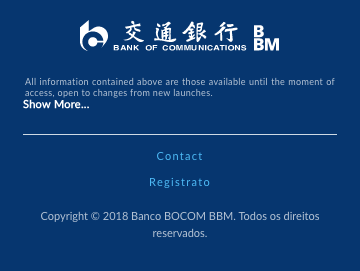 交通銀行
BANK OF COMMUNICATIONS
B
BM
All information contained above are those available until the moment of
access, open to changes from new launches.
Show More...
Contact
Registrato
Copyright © 2018 Banco BOCOM BBM. Todos os direitos
reservados.